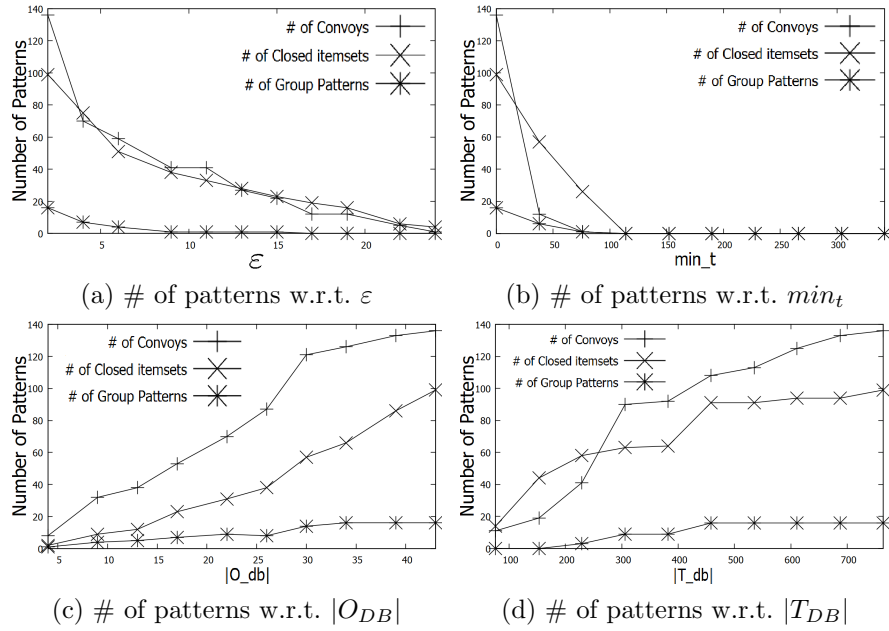 140
120
100
80
60
40
20
0
Number of Patterns
# of Convoys
# of Closed itemsets
# of Group Patterns
5 10 15 20
ε
(a) # of patterns w.r.t. ε
140
120
100
80
60
40
20
0
Number of Patterns
# of Convoys
# of Closed itemsets
# of Group Patterns
0 50 100 150 200 250 300
min_t
(b) # of patterns w.r.t. min_t
140
120
100
80
60
40
20
0
Number of Patterns
# of Convoys
# of Closed itemsets
# of Group Patterns
5 10 15 20 25 30 35 40
|O_db|
(c) # of patterns w.r.t. |O_DB|
140
120
100
80
60
40
20
0
Number of Patterns
# of Convoys
# of Closed itemsets
# of Group Patterns
100 200 300 400 500 600 700
|T_db|
(d) # of patterns w.r.t. |T_DB|